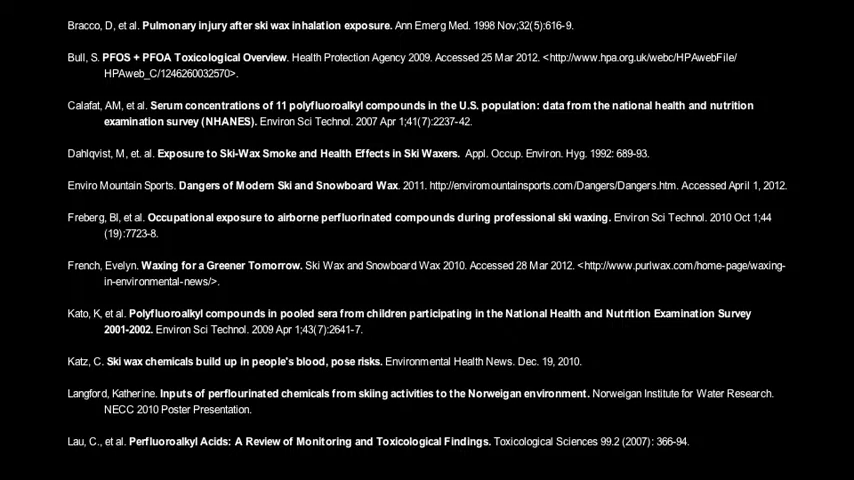 Bracco, D, et al. Pulmonary injury after ski wax inhalation exposure. Ann Emerg Med. 1998 Nov;32(5):616-9.
Bull, S. PFOS + PFOA Toxicological Overview. Health Protection Agency 2009. Accessed 25 Mar 2012. <http://www.hpa.org.uk/webc/HPAwebFile/
HPAweb_C/1246260032570>.
Calafat, AM, et al. Serum concentrations of 11 polyfluoroalkyl compounds in the U.S. population: data from the national health and nutrition
examination survey (NHANES). Environ Sci Technol. 2007 Apr 1;41(7):2237-42.
Dahlqvist, M, et. al. Exposure to Ski-Wax Smoke and Health Effects in Ski Waxers. Appl. Occup. Environ. Hyg. 1992: 689-93.
Enviro Mountain Sports. Dangers of Modern Ski and Snowboard Wax. 2011. http://enviromountainsports.com/Dangers/Dangers.htm. Accessed April 1, 2012.
Freberg, BI, et al. Occupational exposure to airborne perfluorinated compounds during professional ski waxing. Environ Sci Technol. 2010 Oct 1;44
(19):7723-8.
French, Evelyn. Waxing for a Greener Tomorrow. Ski Wax and Snowboard Wax 2010. Accessed 28 Mar 2012. <http://www.purlwax.com/home-page/waxing-
in-environmental-news/>.
Kato, K, et al. Polyfluoroalkyl compounds in pooled sera from children participating in the National Health and Nutrition Examination Survey
2001-2002. Environ Sci Technol. 2009 Apr 1;43(7):2641-7.
Katz, C. Ski wax chemicals build up in people's blood, pose risks. Environmental Health News. Dec. 19, 2010.
Langford, Katherine. Inputs of perflourinated chemicals from skiing activities to the Norweigan environment. Norweigan Institute for Water Research.
NECC 2010 Poster Presentation.
Lau, C., et al. Perfluoroalkyl Acids: A Review of Monitoring and Toxicological Findings. Toxicological Sciences 99.2 (2007): 366-94.